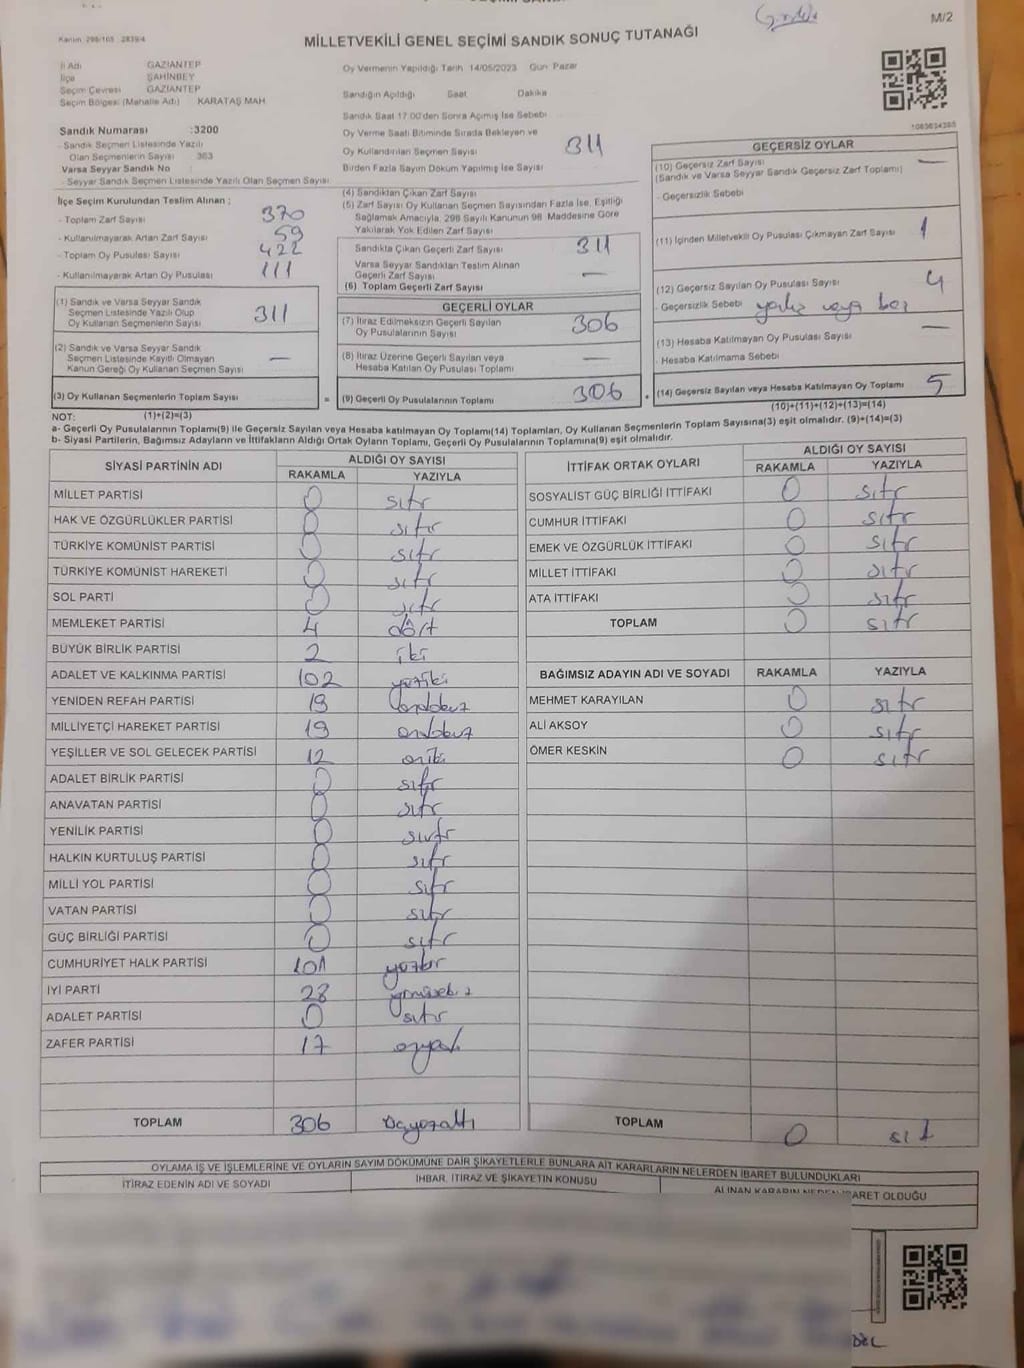 M/2
Kanun: 298/105 2839/4
MİLLETVEKİLİ GENEL SEÇİMİ SANDIK SONUÇ TUTANAĞI
İl Adı GAZİANTEP
İlçe ŞAHİNBEY
Seçim Çevresi GAZİANTEP
Seçim Bölgesi (Mahalle Adı) KARATAŞ MAH.
Sandık Numarası :3200
- Sandık Seçmen Listesinde Yazılı
Olan Seçmenlerin Sayısı 363
Varsa Seyyar Sandık No :
- Seyyar Sandık Seçmen Listesinde Yazılı Olan Seçmen Sayısı
Oy Vermenin Yapıldığı Tarih 14/05/2023 Gün Pazar
Sandığın Açıldığı Saat Dakika
Sandık Saat 17.00'den Sonra Açılmış İse Sebebi
Oy Verme Saati Bitiminde Sırada Bekleyen ve
Oy Kullandırılan Seçmen Sayısı 311
Birden Fazla Sayım Döküm Yapılmış İse Sayısı
İlçe Seçim Kurulundan Teslim Alınan ;
- Toplam Zarf Sayısı 370
- Kullanılmayarak Artan Zarf Sayısı 59
- Toplam Oy Pusulası Sayısı 422
- Kullanılmayarak Artan Oy Pusulası 111
(1) Sandık ve Varsa Seyyar Sandık
Seçmen Listesinde Yazılı Olup
Oy Kullanan Seçmenlerin Sayısı 311
(2) Sandık ve Varsa Seyyar Sandık
Seçmen Listesinde Kayıtlı Olmayan
Kanun Gereği Oy Kullanan Seçmen Sayısı —
(3) Oy Kullanan Seçmenlerin Toplam Sayısı =
(1)+(2)=(3)
(4) Sandıktan Çıkan Zarf Sayısı
(5) Zarf Sayısı Oy Kullanan Seçmen Sayısından Fazla İse, Eşitliği
Sağlamak Amacıyla, 298 Sayılı Kanunun 98. Maddesine Göre
Yakılarak Yok Edilen Zarf Sayısı
Sandıkta Çıkan Geçerli Zarf Sayısı 311
Varsa Seyyar Sandıktan Teslim Alınan
Geçerli Zarf Sayısı —
(6) Toplam Geçerli Zarf Sayısı
GEÇERLİ OYLAR
(7) İtiraz Edilmeksizin Geçerli Sayılan
Oy Pusulalarının Sayısı 306
(8) İtiraz Üzerine Geçerli Sayılan veya
Hesaba Katılan Oy Pusulası Toplamı —
(9) Geçerli Oy Pusulalarının Toplamı 306 +
GEÇERSİZ OYLAR
(10) Geçersiz Zarf Sayısı —
(Sandık ve Varsa Seyyar Sandık Geçersiz Zarf Toplamı)
- Geçersizlik Sebebi
(11) İçinden Milletvekili Oy Pusulası Çıkmayan Zarf Sayısı 1
(12) Geçersiz Sayılan Oy Pusulası Sayısı 4
- Geçersizlik Sebebi veya
(13) Hesaba Katılmayan Oy Pusulası Sayısı —
- Hesaba Katılmama Sebebi
(14) Geçersiz Sayılan veya Hesaba Katılmayan Oy Toplamı 5
(10)+(11)+(12)+(13)=(14)
NOT:
a- Geçerli Oy Pusulalarının Toplamı(9) ile Geçersiz Sayılan veya Hesaba katılmayan Oy Toplamı(14) Toplamları, Oy Kullanan Seçmenlerin Toplam Sayısına(3) eşit olmalıdır. (9)+(14)=(3)
b- Siyasi Partilerin, Bağımsız Adayların ve İttifakların Aldığı Ortak Oyların Toplamı, Geçerli Oy Pusulalarının Toplamına(9) eşit olmalıdır.
SİYASİ PARTİNİN ADI ALDIĞI OY SAYISI
RAKAMLA YAZIYLA
MİLLET PARTİSİ 0 sıfır
HAK VE ÖZGÜRLÜKLER PARTİSİ 0 sıfır
TÜRKİYE KOMÜNİST PARTİSİ 0 sıfır
TÜRKİYE KOMÜNİST HAREKETİ 0 sıfır
SOL PARTİ 0 sıfır
MEMLEKET PARTİSİ 4 dört
BÜYÜK BİRLİK PARTİSİ 2 iki
ADALET VE KALKINMA PARTİSİ 102 yüziki
YENİDEN REFAH PARTİSİ 19 ondokuz
MİLLİYETÇİ HAREKET PARTİSİ 19 ondokuz
YEŞİLLER VE SOL GELECEK PARTİSİ 12 oniki
ADALET BİRLİK PARTİSİ 0 sıfır
ANAVATAN PARTİSİ 0 sıfır
YENİLİK PARTİSİ 0 sıfır
HALKIN KURTULUŞ PARTİSİ 0 sıfır
MİLLİ YOL PARTİSİ 0 sıfır
VATAN PARTİSİ 0 sıfır
GÜÇ BİRLİĞİ PARTİSİ 0 sıfır
CUMHURİYET HALK PARTİSİ 101 yüzbir
İYİ PARTİ 28 yirmisekiz
ADALET PARTİSİ 0 sıfır
ZAFER PARTİSİ 17 onyedi
TOPLAM 306 üçyüzaltı
İTTİFAK ORTAK OYLARI ALDIĞI OY SAYISI
RAKAMLA YAZIYLA
SOSYALİST GÜÇ BİRLİĞİ İTTİFAKI 0 sıfır
CUMHUR İTTİFAKI 0 sıfır
EMEK VE ÖZGÜRLÜK İTTİFAKI 0 sıfır
MİLLET İTTİFAKI 0 sıfır
ATA İTTİFAKI 0 sıfır
TOPLAM 0 sıfır
BAĞIMSIZ ADAYIN ADI VE SOYADI RAKAMLA YAZIYLA
MEHMET KARAYILAN 0 sıfır
ALİ AKSOY 0 sıfır
ÖMER KESKİN 0 sıfır
TOPLAM 0 sıfır
OYLAMA İŞ VE İŞLEMLERİNE VE OYLARIN SAYIM DÖKÜMÜNE DAİR ŞİKAYETLERLE BUNLARA AİT KARARLARIN NELERDEN İBARET BULUNDUKLARI
İTİRAZ EDENİN ADI VE SOYADI İHBAR, İTİRAZ VE ŞİKAYETİN KONUSU ALINAN KARARIN NEDEN İBARET OLDUĞU